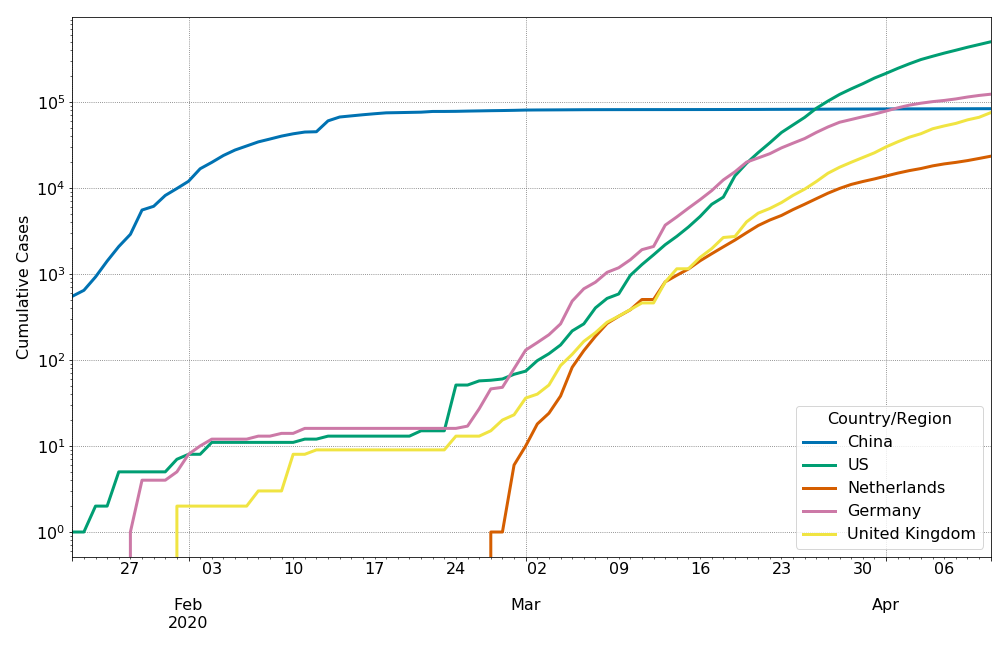 Cumulative Cases
10^5
10^4
10^3
10^2
10^1
10^0
Country/Region
China
US
Netherlands
Germany
United Kingdom
27 03 10 17 24 02 09 16 23 30 06
Feb Mar Apr
2020